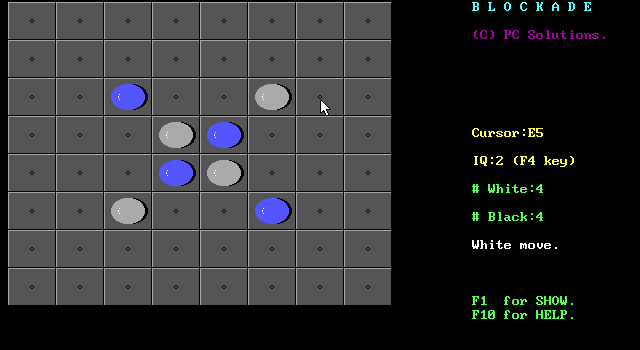 B L O C K A D E
(C) PC Solutions.
Cursor:E5
IQ:2 (F4 key)
# White:4
# Black:4
White move.
F1  for SHOW.
F10 for HELP.